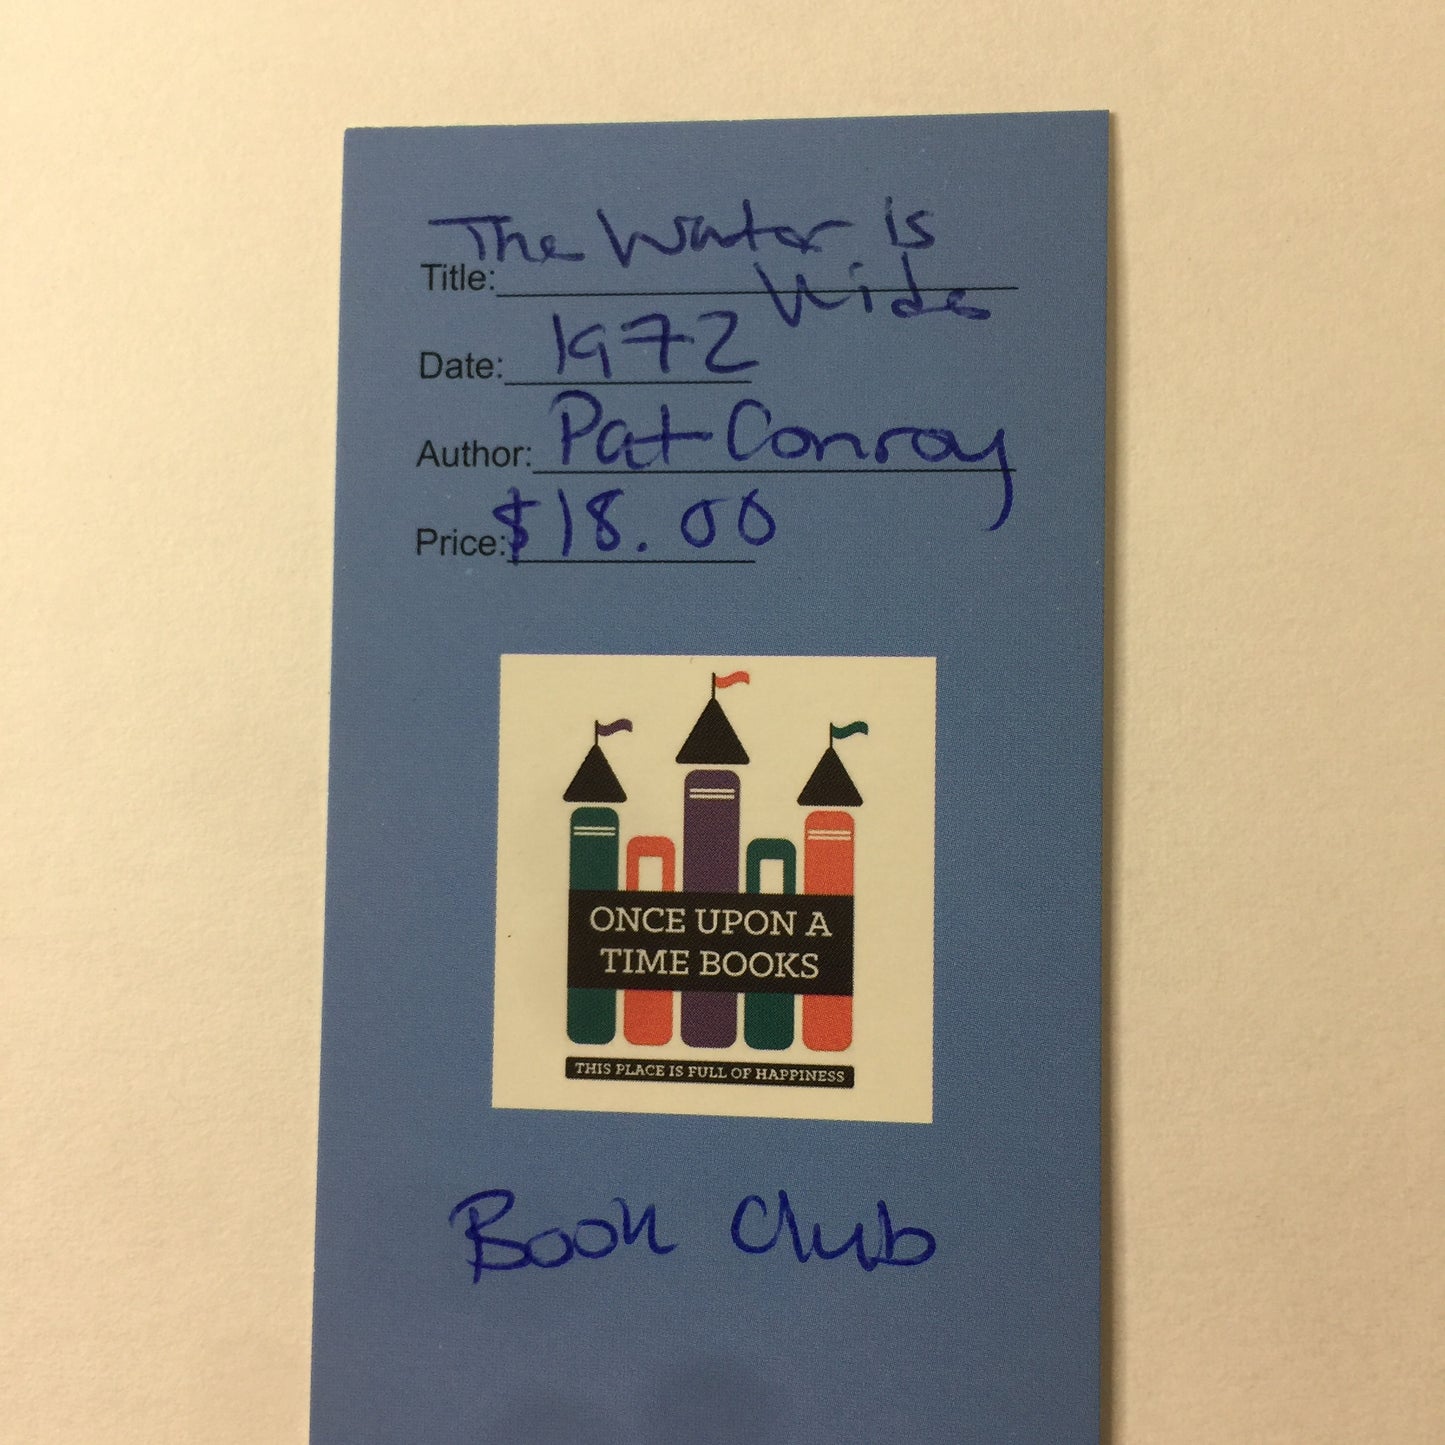 The Water is
Title: Wide
Date: 1972
Author: Pat Conroy
Price: $18.00
ONCE UPON A
TIME BOOKS
THIS PLACE IS FULL OF HAPPINESS
Book Club